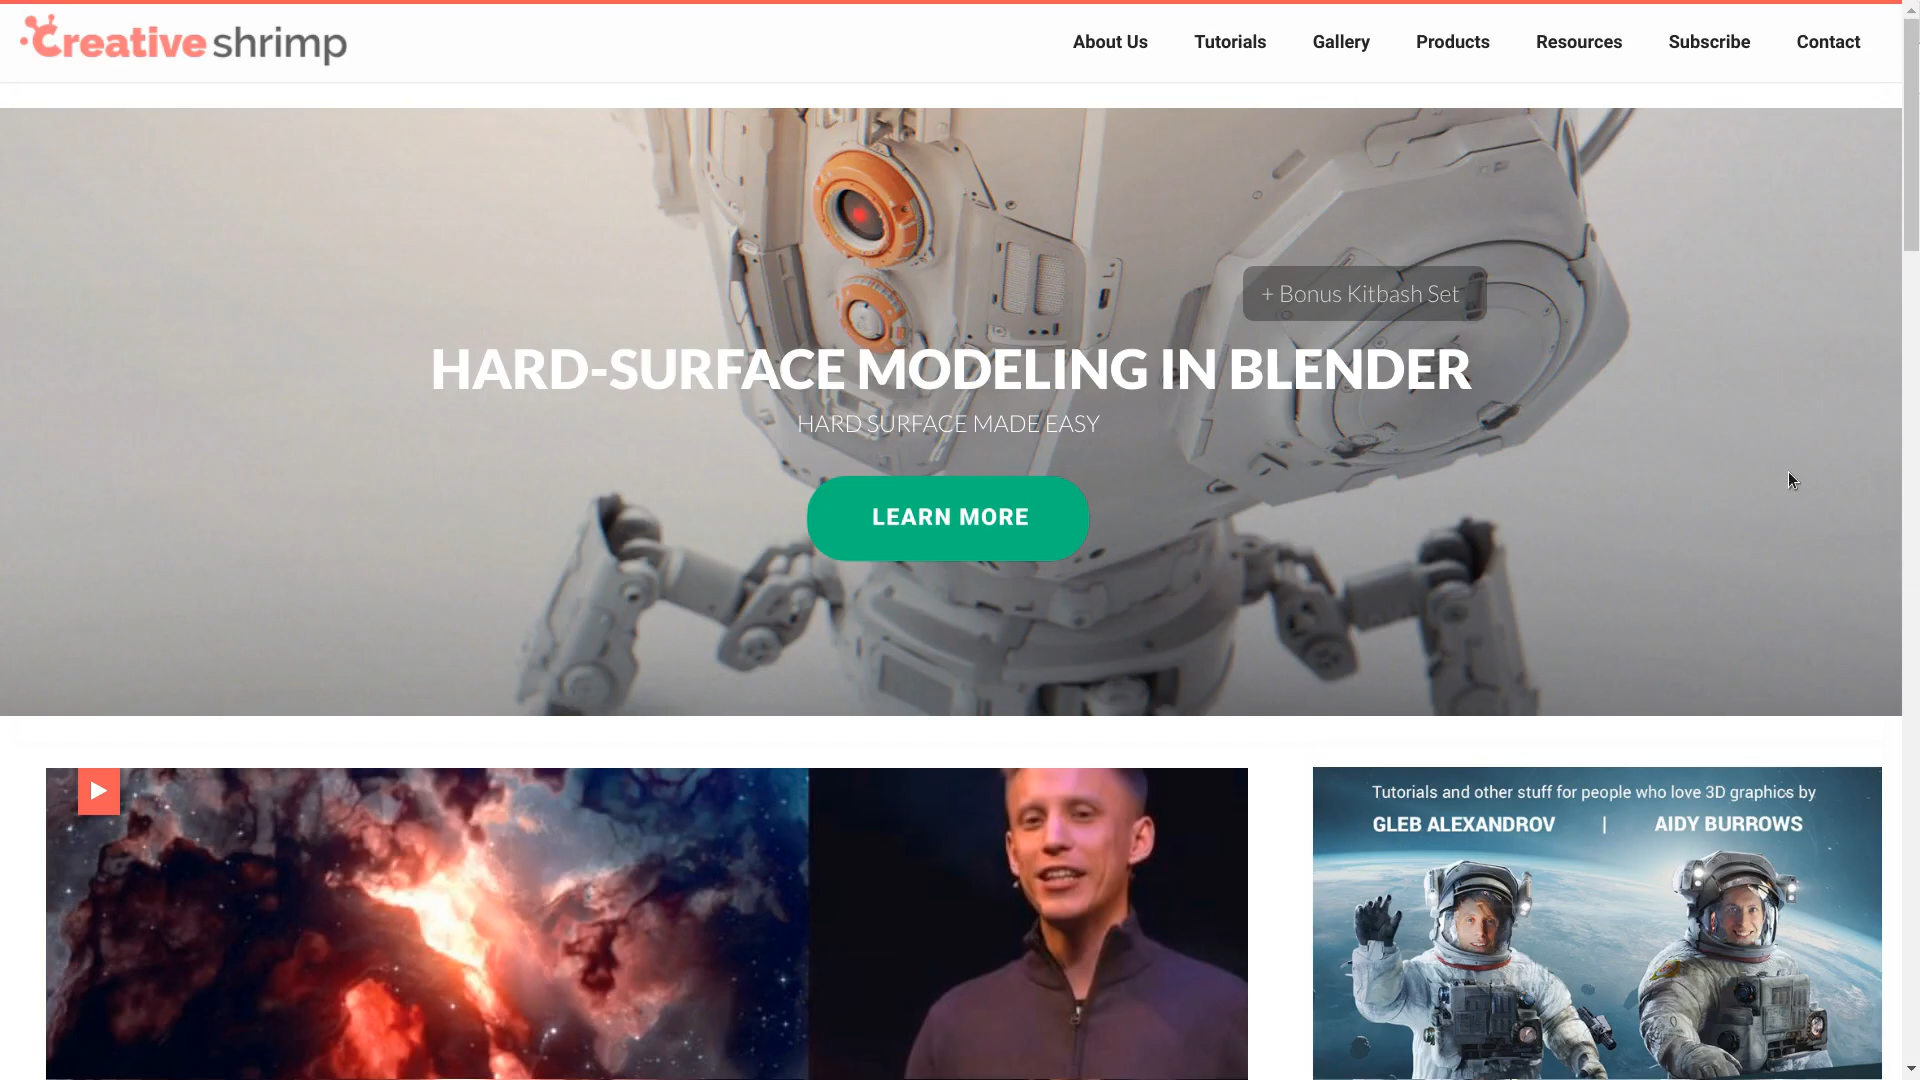 Creative shrimp
About Us
Tutorials
Gallery
Products
Resources
Subscribe
Contact
+ Bonus Kitbash Set
HARD-SURFACE MODELING IN BLENDER
HARD SURFACE MADE EASY
LEARN MORE
Tutorials and other stuff for people who love 3D graphics by
GLEB ALEXANDROV | AIDY BURROWS